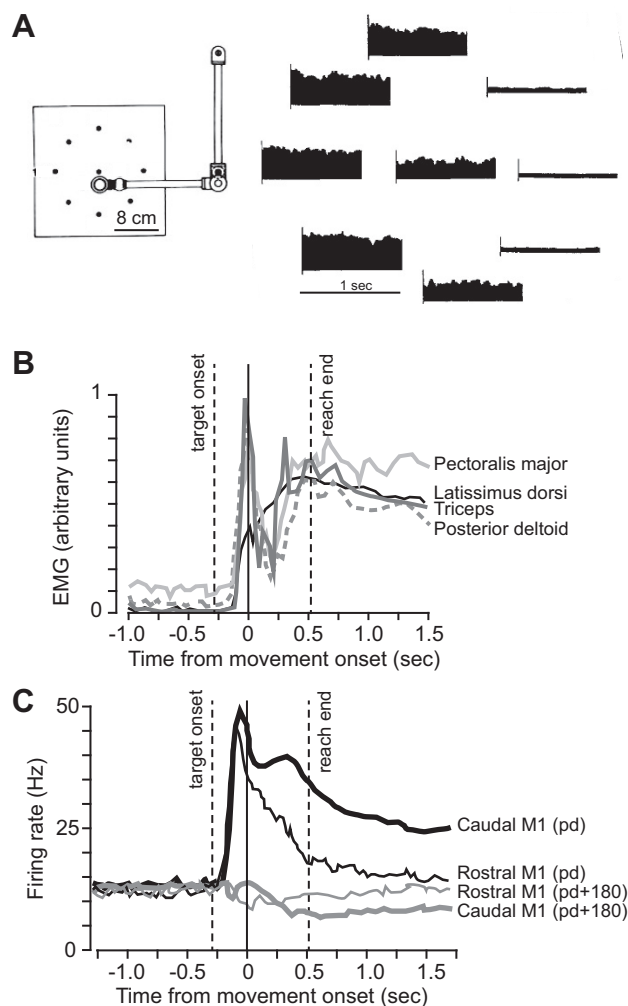 A
8 cm
1 sec
B
EMG (arbitrary units)
1
0
target onset
reach end
Pectoralis major
Latissimus dorsi
Triceps
Posterior deltoid
-1.0 -0.5 0 0.5 1.0 1.5
Time from movement onset (sec)
C
Firing rate (Hz)
50
25
0
target onset
reach end
Caudal M1 (pd)
Rostral M1 (pd)
Rostral M1 (pd+180)
Caudal M1 (pd+180)
-1.0 -0.5 0 0.5 1.0 1.5
Time from movement onset (sec)